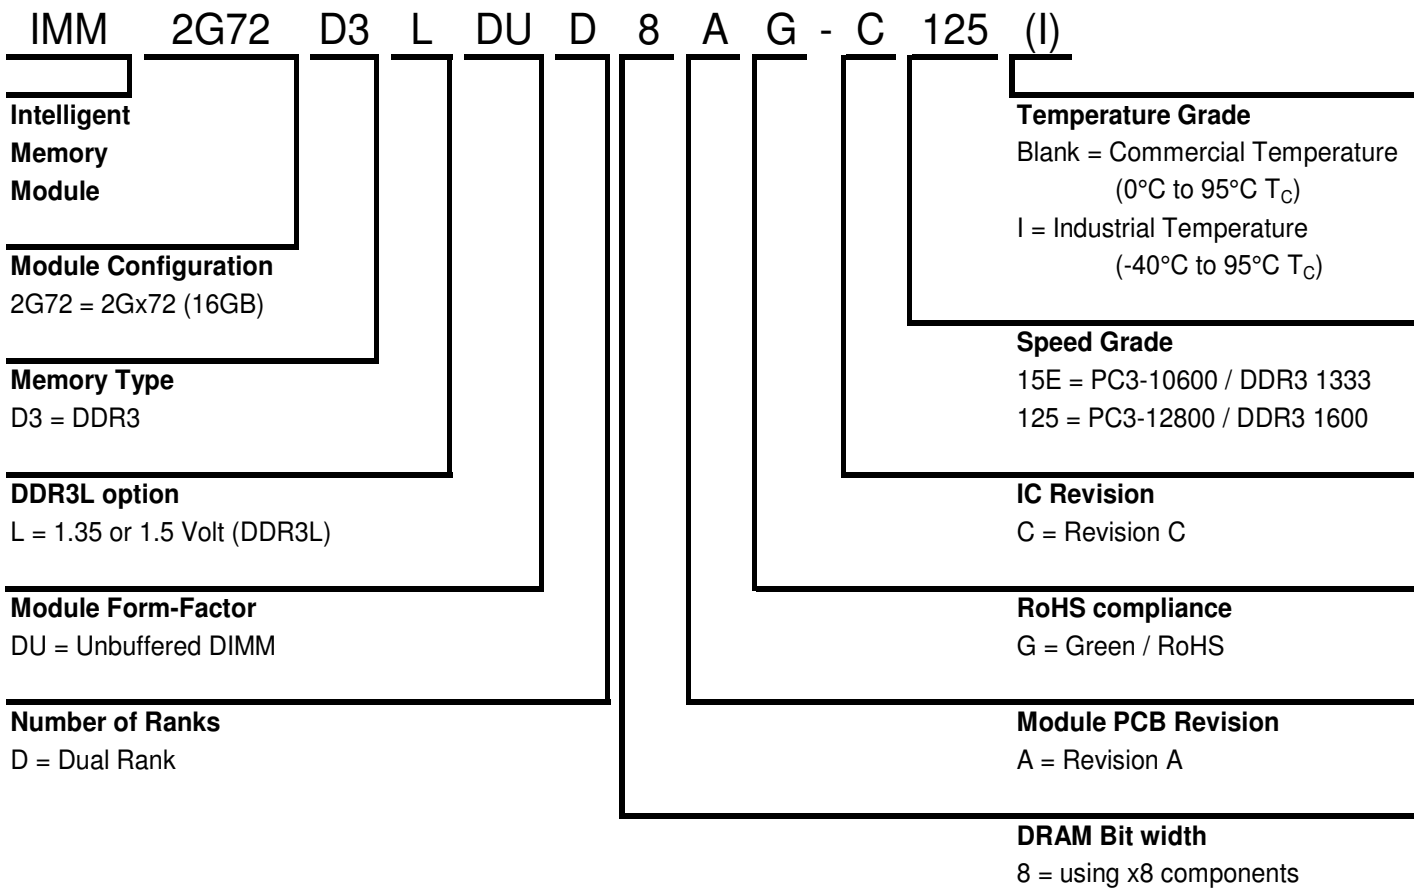 IMM 2G72 D3 L DU D 8 A G - C 125 (I)
Intelligent
Memory
Module
Module Configuration
2G72 = 2Gx72 (16GB)
Memory Type
D3 = DDR3
DDR3L option
L = 1.35 or 1.5 Volt (DDR3L)
Module Form-Factor
DU = Unbuffered DIMM
Number of Ranks
D = Dual Rank
Temperature Grade
Blank = Commercial Temperature
(0°C to 95°C TC)
I = Industrial Temperature
(-40°C to 95°C TC)
Speed Grade
15E = PC3-10600 / DDR3 1333
125 = PC3-12800 / DDR3 1600
IC Revision
C = Revision C
RoHS compliance
G = Green / RoHS
Module PCB Revision
A = Revision A
DRAM Bit width
8 = using x8 components